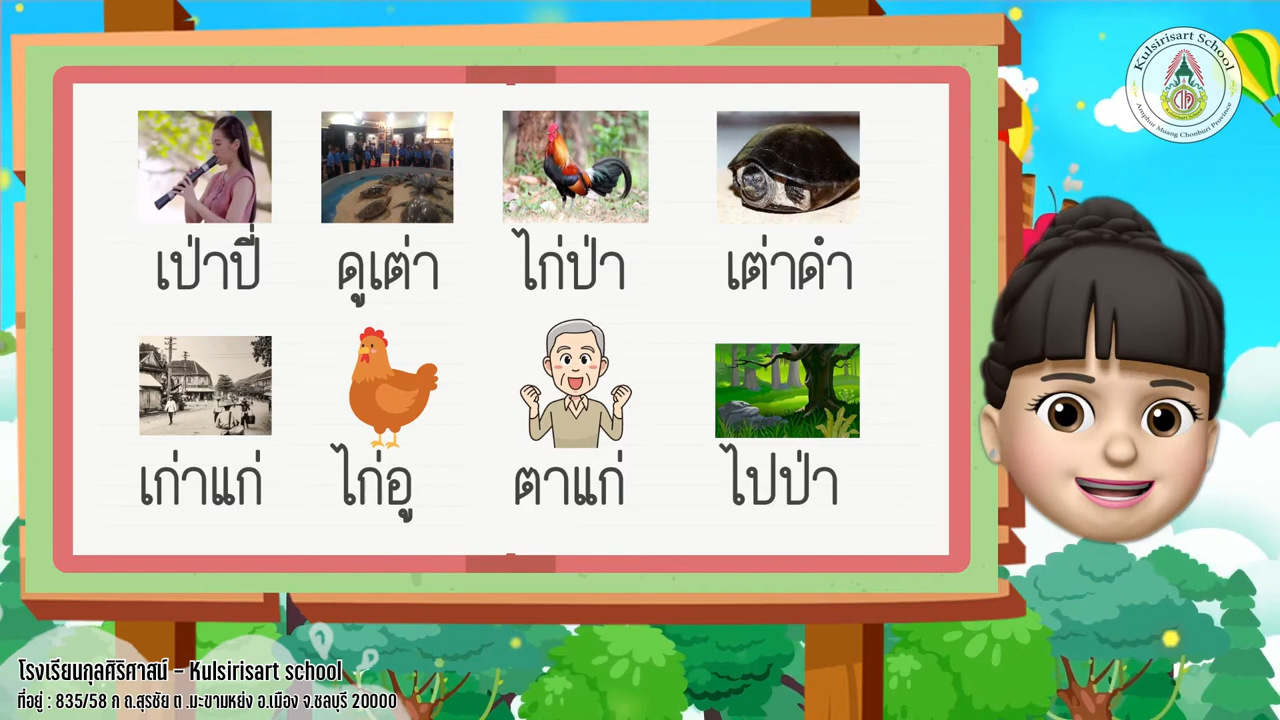 Kulsirisart School
Amphur Muang Chonburi Province
เป่าปี่ ดูเต่า ไก่ป่า เต่าดำ
เก่าแก่ ไก่อู ตาแก่ ไปป่า
โรงเรียนกุลศิริศาสน์ – Kulsirisart school
ที่อยู่ : 835/58 ก ถ.สุรชัย ต .มะขามหย่ง อ.เมือง จ.ชลบุรี 20000